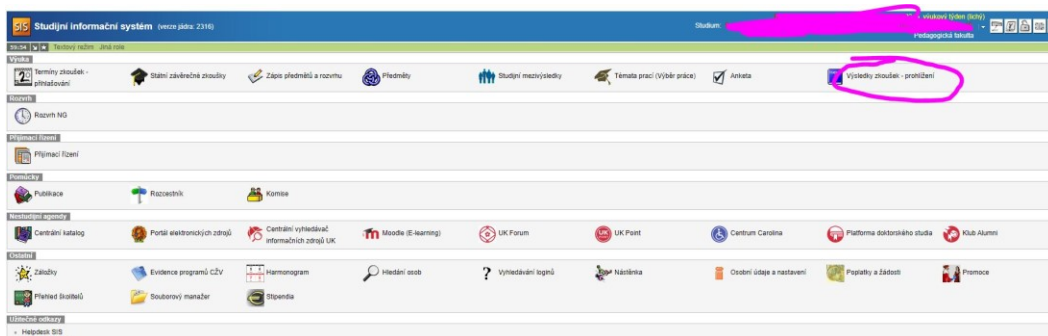 SIS Studijní informační systém (verze jádra: 2316)
Studium:
výukový týden (lichý)
Pedagogická fakulta
59:54 Textový režim Jiná role
Výuka
Termíny zkoušek - přihlašování
Státní závěrečné zkoušky
Zápis předmětů a rozvrhu
Předměty
Studijní mezivýsledky
Témata prací (Výběr práce)
Anketa
Výsledky zkoušek - prohlížení
Rozvrh
Rozvrh NG
Přijímací řízení
Přijímací řízení
Pomůcky
Publikace
Rozcestník
Komise
Nestudijní agendy
Centrální katalog
Portál elektronických zdrojů
Centrální vyhledávač informačních zdrojů UK
Moodle (E-learning)
UK Forum
UK Point
Centrum Carolina
Platforma doktorského studia
Klub Alumni
Ostatní
Záložky
Evidence programů CŽV
Harmonogram
Hledání osob
Vyhledávání loginů
Nástěnka
Osobní údaje a nastavení
Poplatky a žádosti
Promoce
Přehled školitelů
Souborový manažer
Stipendia
Užitečné odkazy
Helpdesk SIS